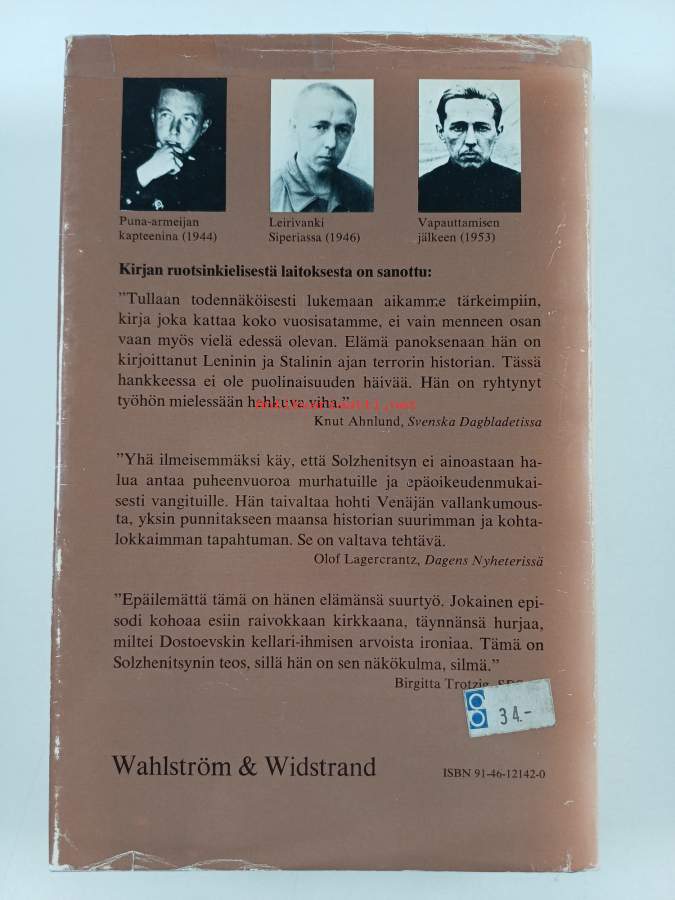 Puna-armeijan
kapteenina (1944)
Leirivanki
Siperiassa (1946)
Vapauttamisen
jälkeen (1953)
Kirjan ruotsinkielisestä laitoksesta on sanottu:
”Tullaan todennäköisesti lukemaan aikamme tärkeimpiin,
kirja joka kattaa koko vuosisatamme, ei vain menneen osan
vaan myös vielä edessä olevan. Elämä panoksenaan hän on
kirjoittanut Leninin ja Stalinin ajan terrorin historian. Tässä
hankkeessa ei ole puolinaisuuden häivää. Hän on ryhtynyt
työhön mielessään hehkuva viha.”
Knut Ahnlund, Svenska Dagbladetissa
”Yhä ilmeisemmäksi käy, että Solzhenitsyn ei ainoastaan ha-
lua antaa puheenvuoroa murhatuille ja epäoikeudenmukai-
sesti vangituille. Hän taivaltaa hohti Venäjän vallankumous-
ta, yksin punnitakseen maansa historian suurimman ja kohta-
lokkaimman tapahtuman. Se on valtava tehtävä.
Olof Lagercrantz, Dagens Nyheterissä
”Epäilemättä tämä on hänen elämänsä suurtyö. Jokainen epi-
sodi kohoaa esiin raivokkaan kirkkaana, täynnänsä hurjaa,
miltei Dostoevskin kellari-ihmisen arvoista ironiaa. Tämä on
Solzhenitsynin teos, sillä hän on sen näkökulma, silmä.”
Birgitta Trotzig,
34.-
Wahlström & Widstrand
ISBN 91-46-12142-0